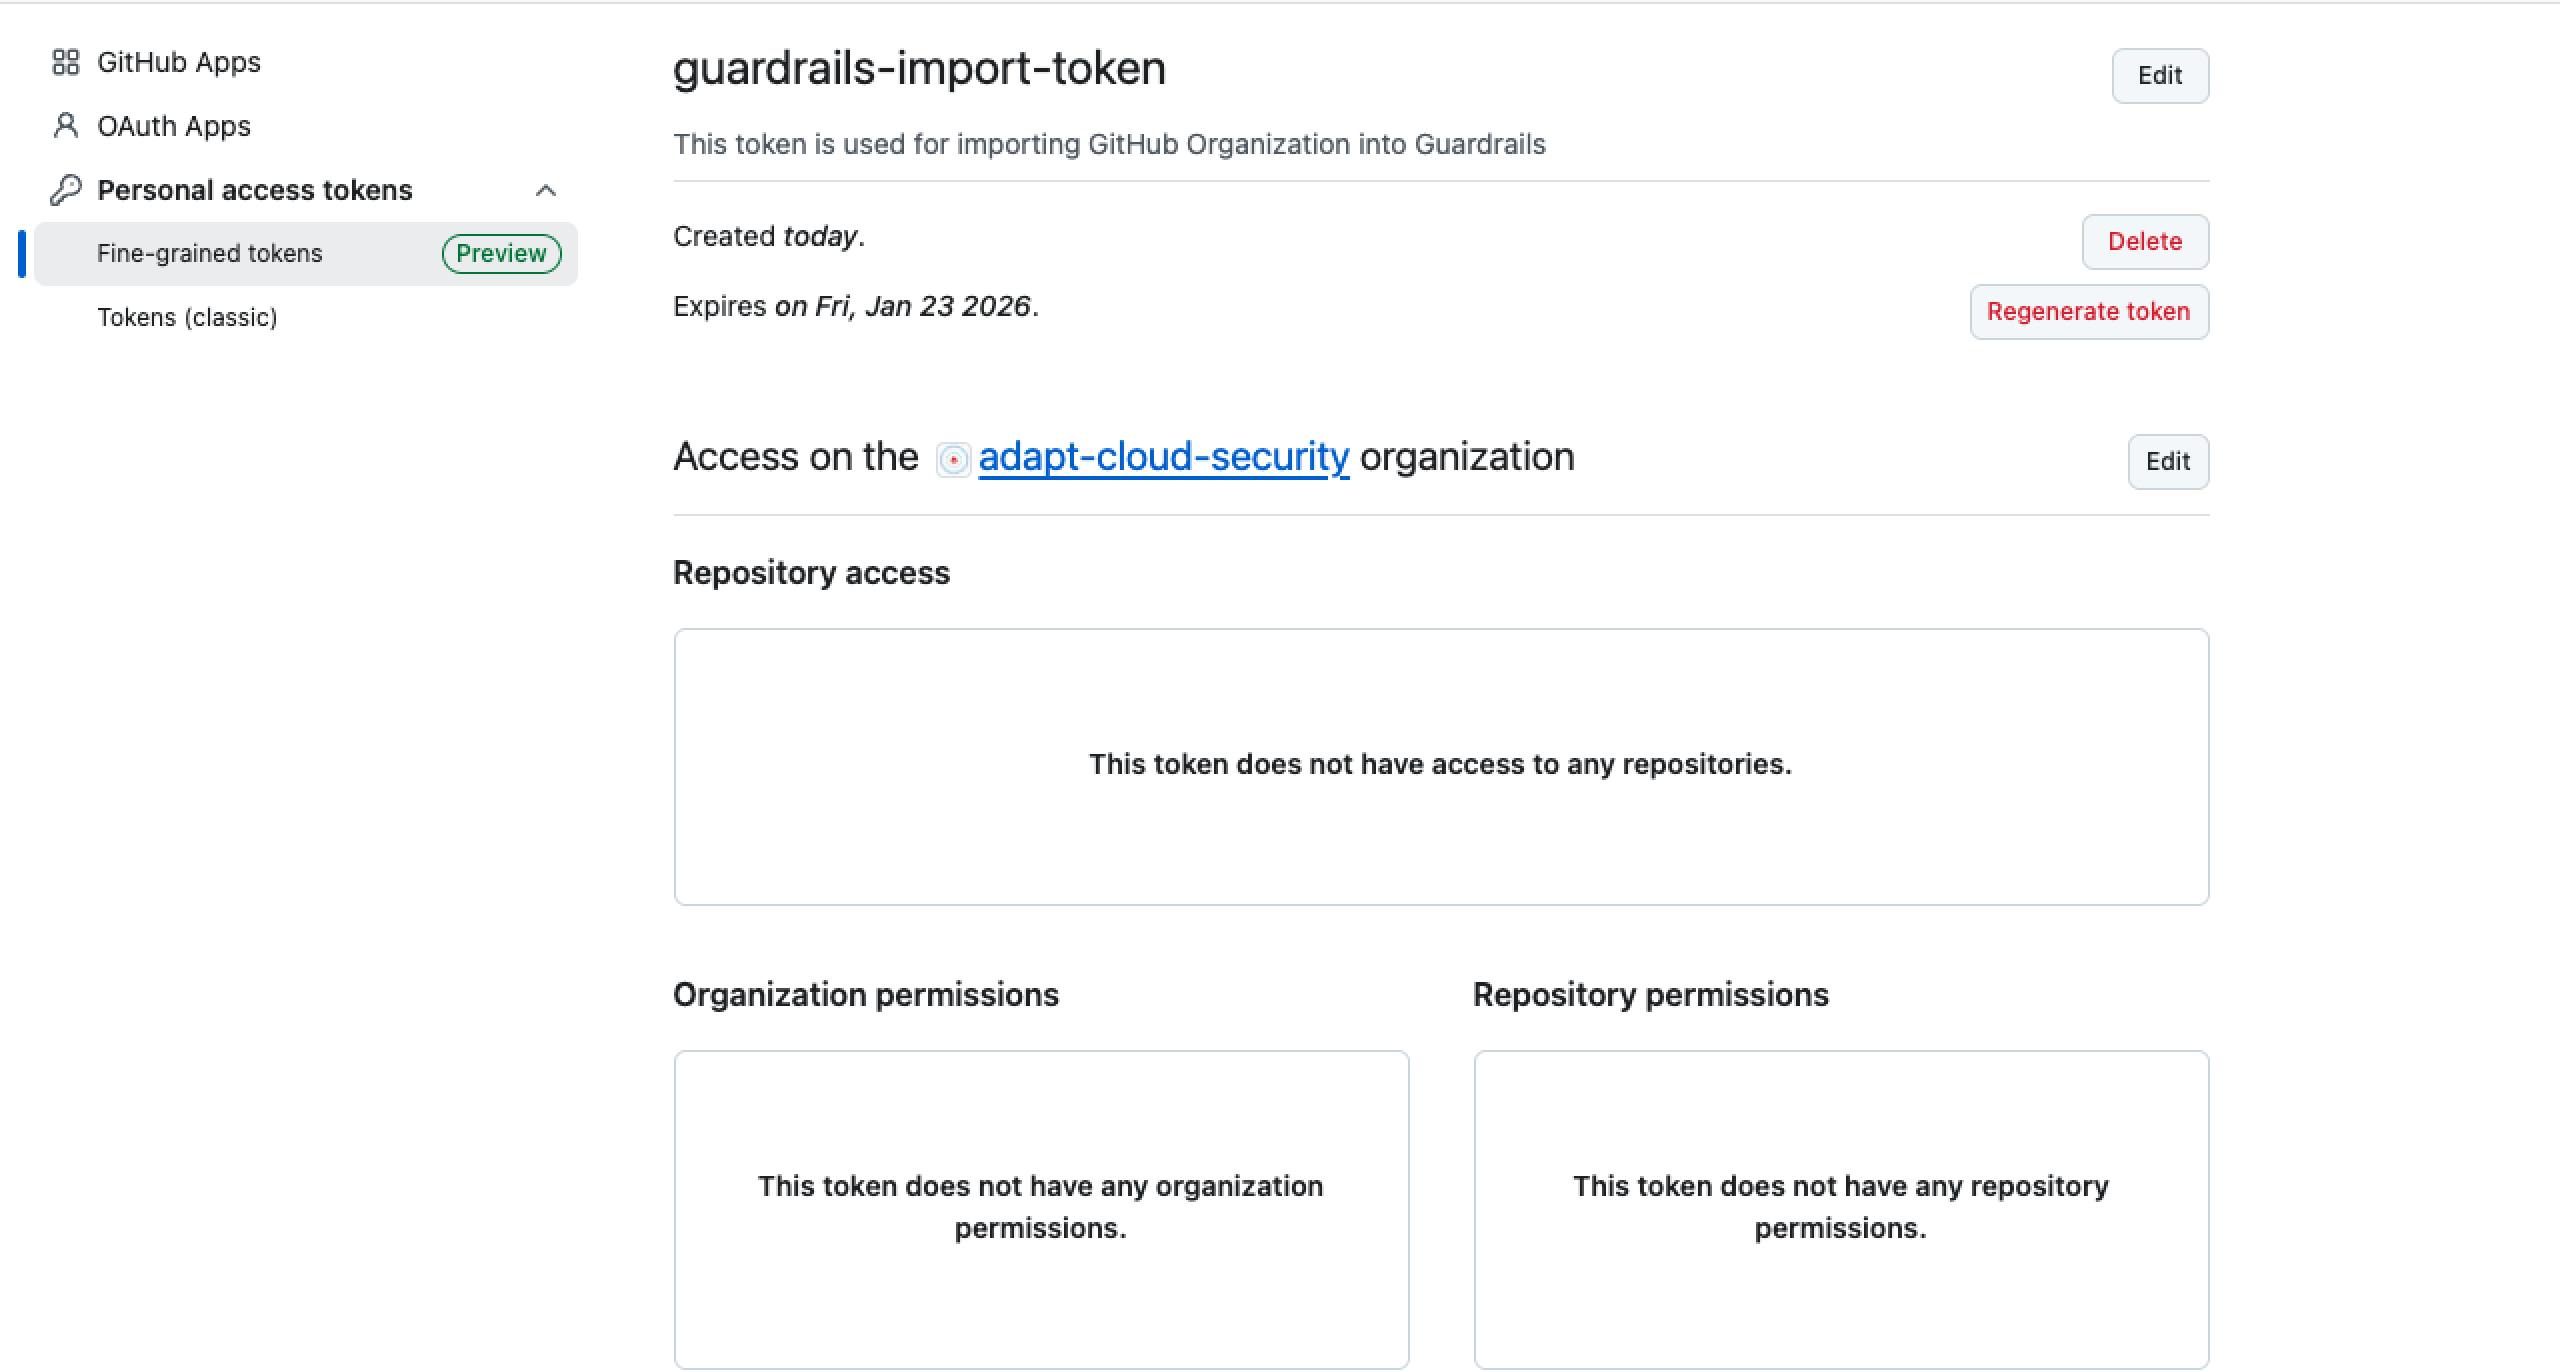 GitHub Apps
OAuth Apps
Personal access tokens
Fine-grained tokens Preview
Tokens (classic)
guardrails-import-token
Edit
This token is used for importing GitHub Organization into Guardrails
Created today.
Delete
Expires on Fri, Jan 23 2026.
Regenerate token
Access on the adapt-cloud-security organization
Edit
Repository access
This token does not have access to any repositories.
Organization permissions
This token does not have any organization
permissions.
Repository permissions
This token does not have any repository
permissions.